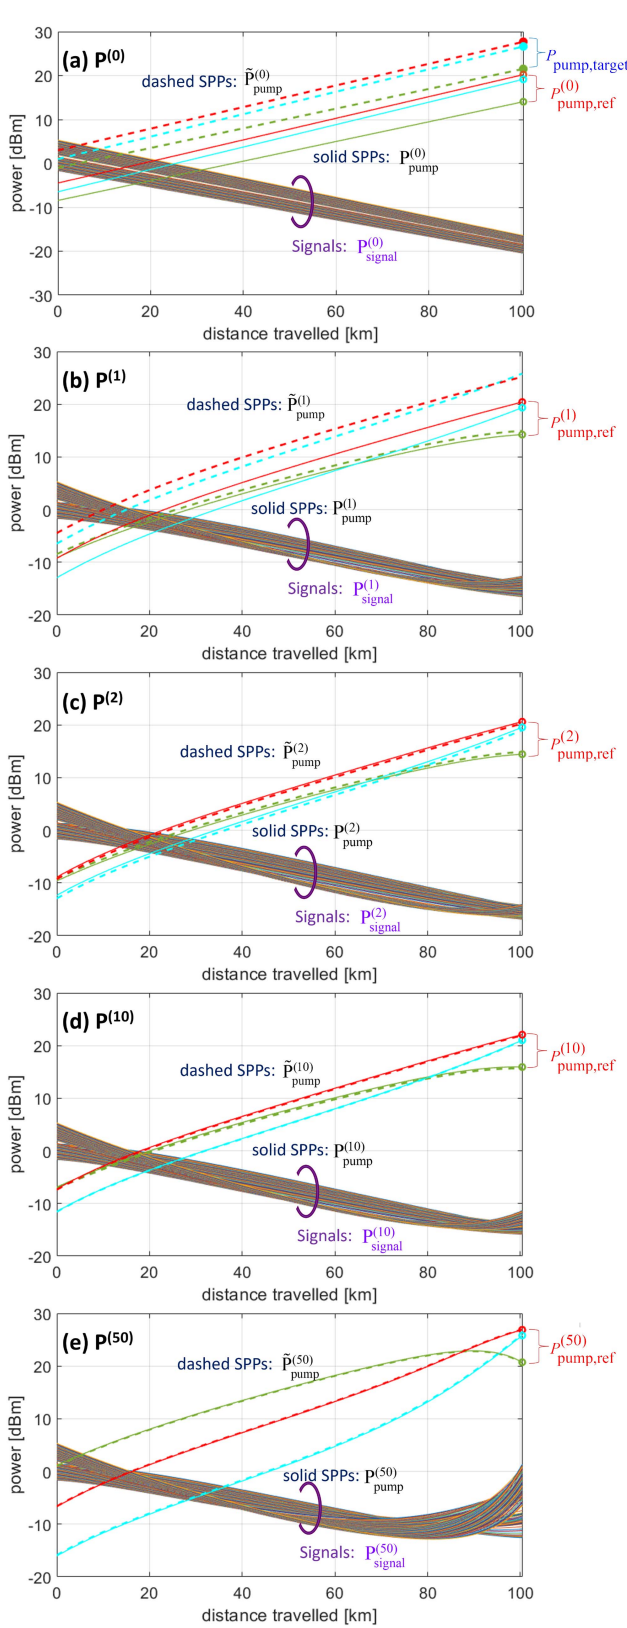 (a) P(0)
30
20
10
0
-10
-20
-30
power [dBm]
dashed SPPs: P̃(0)pump
Ppump,target
P(0)pump,ref
solid SPPs: P(0)pump
Signals: P(0)signal
0 20 40 60 80 100
distance travelled [km]
(b) P(1)
30
20
10
0
-10
-20
power [dBm]
dashed SPPs: P̃(1)pump
P(1)pump,ref
solid SPPs: P(1)pump
Signals: P(1)signal
0 20 40 60 80 100
distance travelled [km]
(c) P(2)
30
20
10
0
-10
-20
power [dBm]
dashed SPPs: P̃(2)pump
P(2)pump,ref
solid SPPs: P(2)pump
Signals: P(2)signal
0 20 40 60 80 100
distance travelled [km]
(d) P(10)
30
20
10
0
-10
-20
power [dBm]
dashed SPPs: P̃(10)pump
P(10)pump,ref
solid SPPs: P(10)pump
Signals: P(10)signal
0 20 40 60 80 100
distance travelled [km]
(e) P(50)
30
20
10
0
-10
-20
power [dBm]
dashed SPPs: P̃(50)pump
P(50)pump,ref
solid SPPs: P(50)pump
Signals: P(50)signal
0 20 40 60 80 100
distance travelled [km]